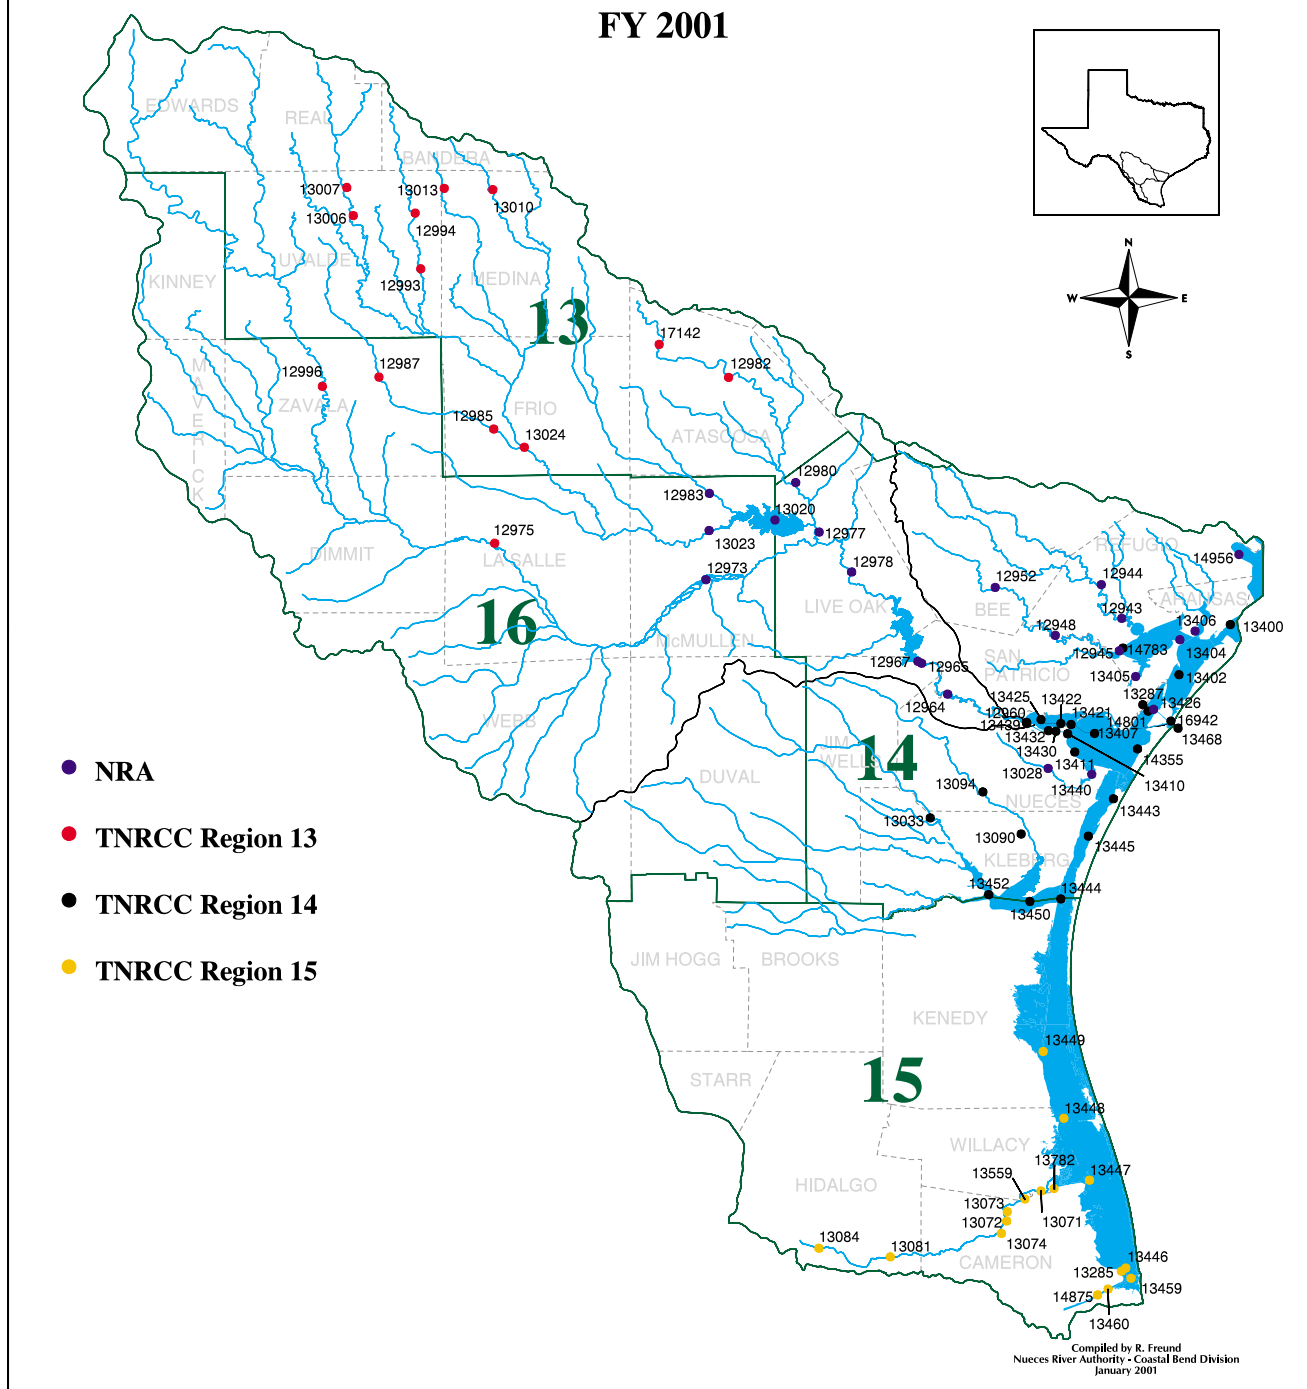 FY 2001
EDWARDS
REAL
BANDERA
13007
13013
13006
13010
12994
UVALDE
KINNEY
12993
MEDINA
N
W
E
S
13
17142
12982
MAVERICK
12996
12987
ZAVALA
12985
FRIO
13024
ATASCOCA
12980
12983
13020
12975
13023
12977
DIMMIT
LA SALLE
12973
12978
REFUGIO
14956
12952
12944
ARANSAS
16
LIVE OAK
BEE
12943
13406
13400
McMULLEN
12948
12945
14783
13404
12967
12965
SAN
PATRICIO
13405
13402
12964
13425
13422
13287
13426
12960
13421
14801
16942
13439
13432
13407
13468
WEBB
JIM
WELLS
14
13430
14355
DUVAL
13028
13411
13094
13440
13410
NRA
NUECES
13443
13033
13090
13445
TNRCC Region 13
KLEBERG
13452
13444
TNRCC Region 14
13450
JIM HOGG
BROOKS
TNRCC Region 15
KENEDY
13449
STARR
15
13448
WILLACY
13782
13559
13447
HIDALGO
13073
13072
13071
13084
13081
13074
CAMERON
13446
13285
13459
14875
13460
Compiled by R. Freund
Nueces River Authority - Coastal Bend Division
January 2001